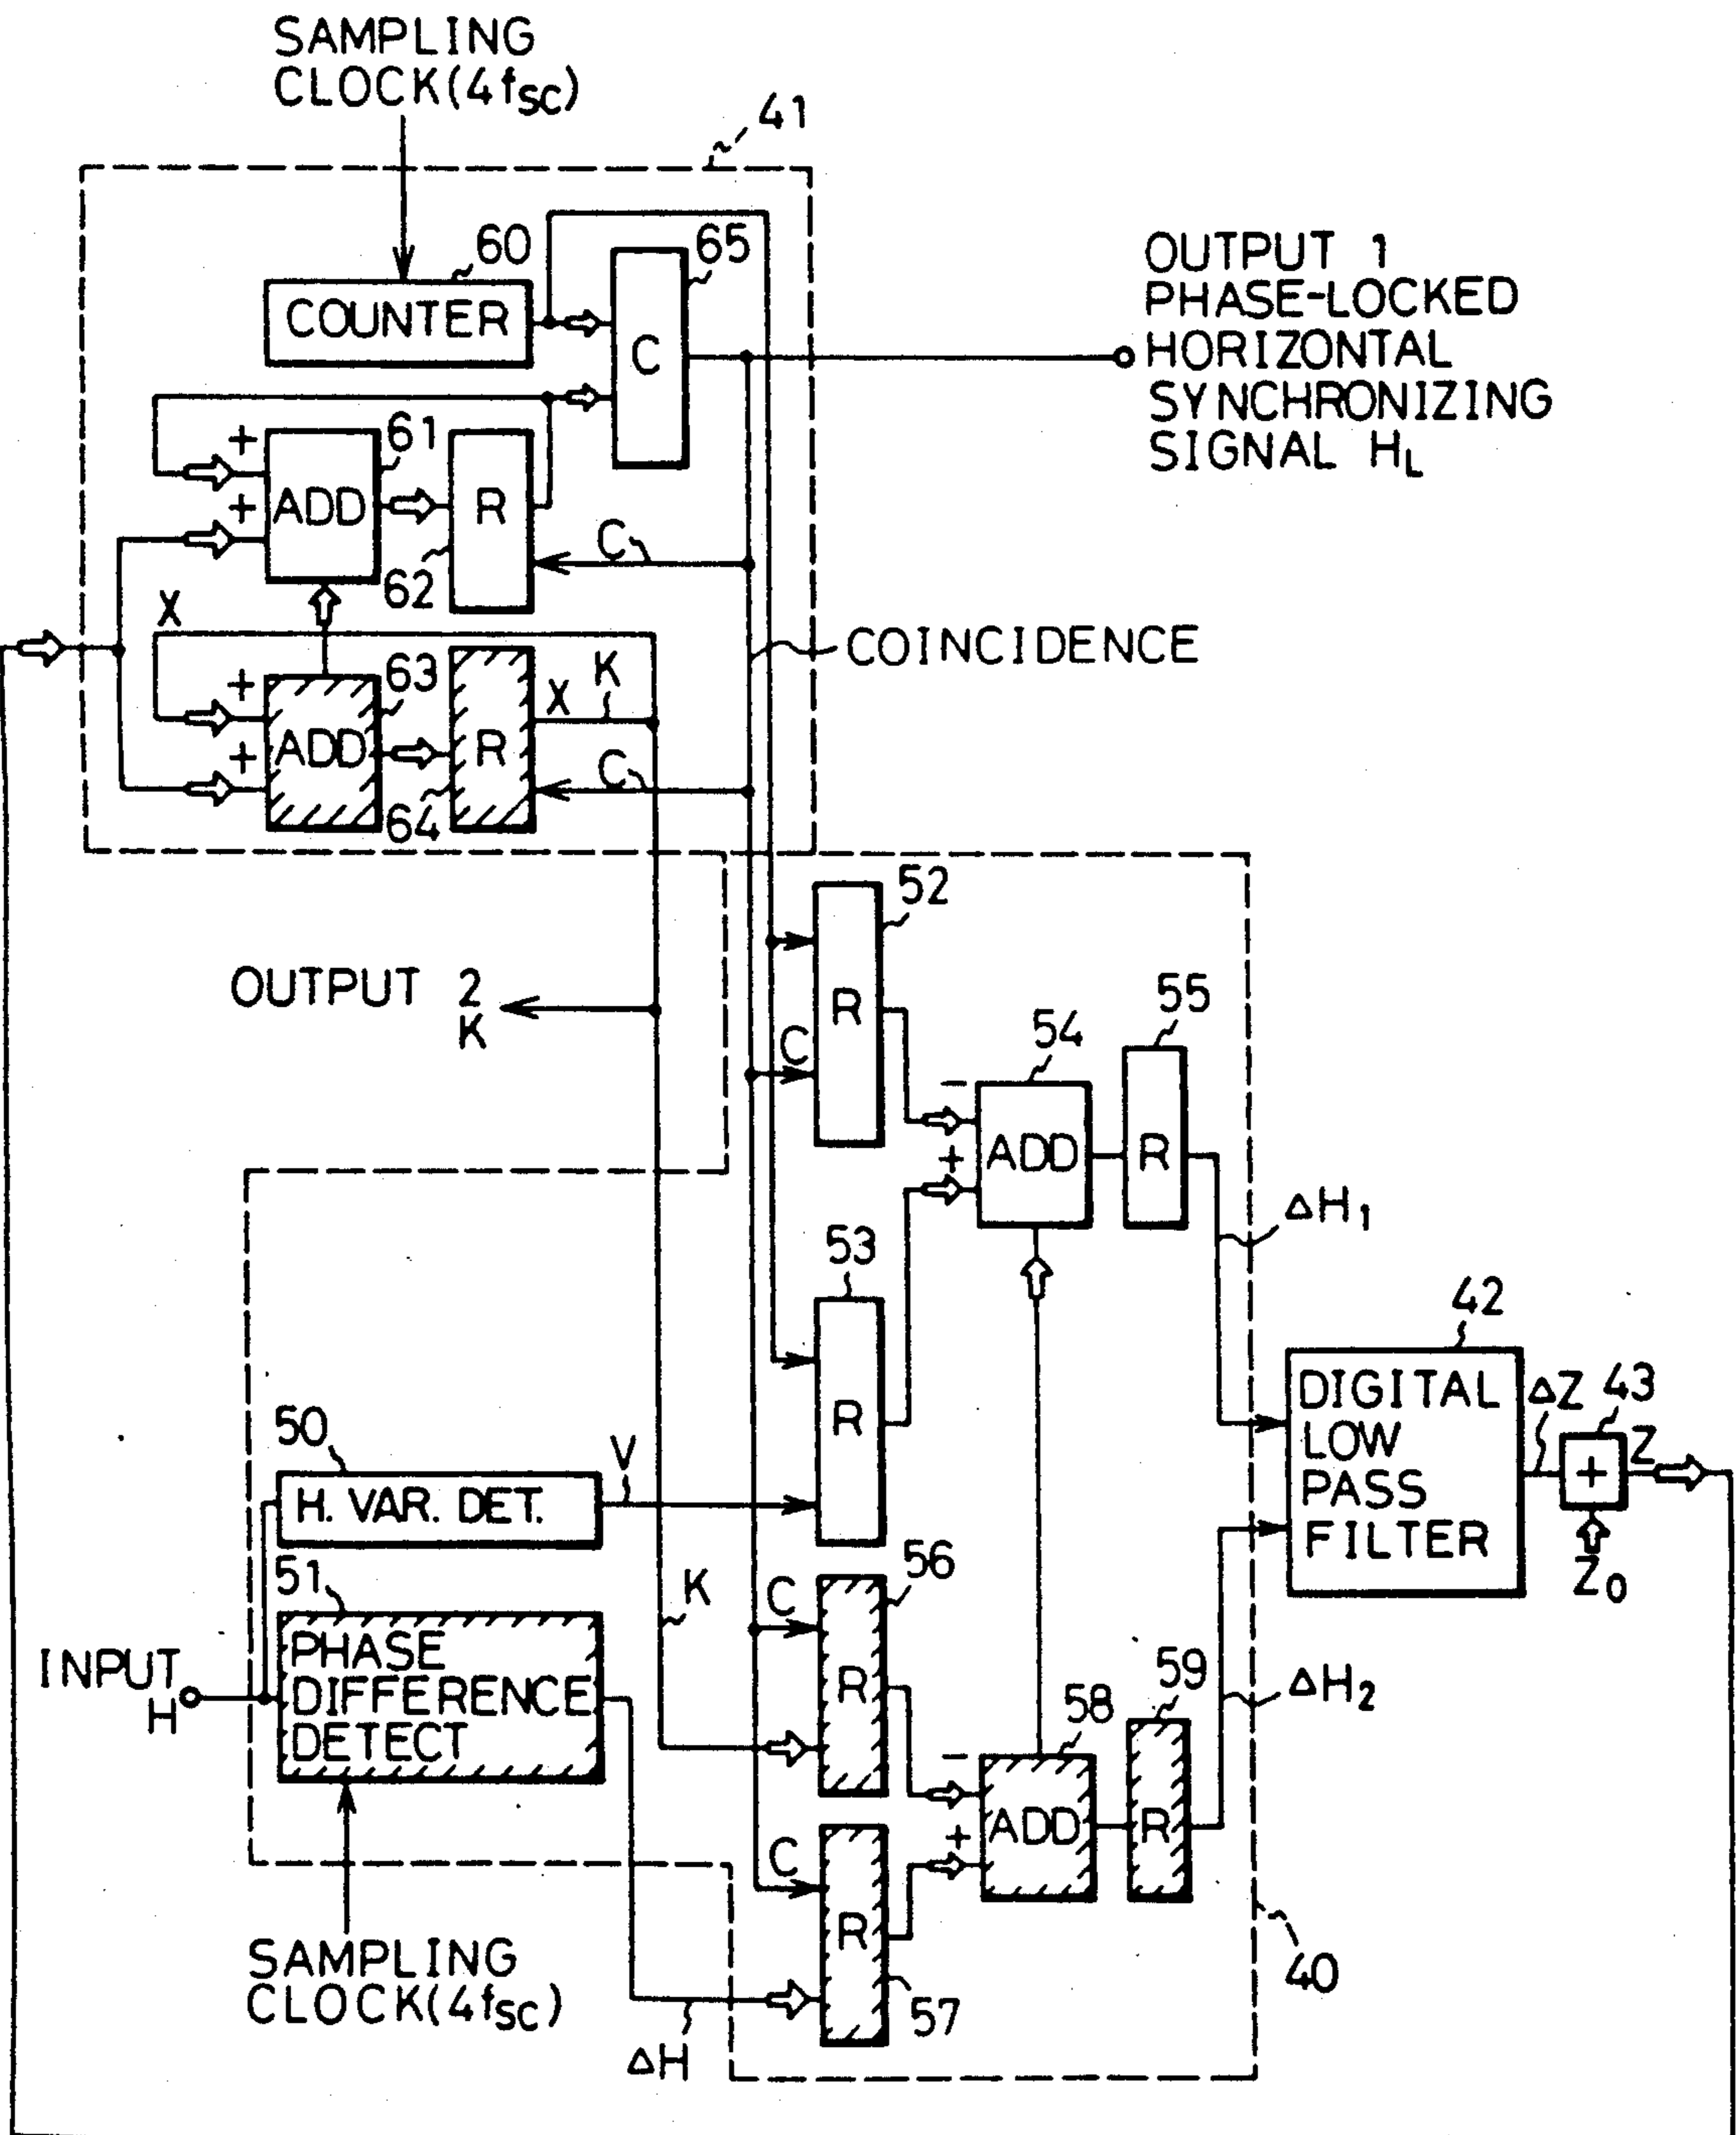 SAMPLING
CLOCK(4fSC)
41
60
65
COUNTER
C
OUTPUT 1
PHASE-LOCKED
HORIZONTAL
SYNCHRONIZING
SIGNAL HL
+
61
+
ADD
R
62
C
X
COINCIDENCE
+
63
K
X
+
ADD
R
C
64
52
R
OUTPUT 2
K
C
55
54
−
+
ADD
R
ΔH1
53
R
42
DIGITAL
LOW
PASS
FILTER
ΔZ
43
Z
+
Z0
50
V
H. VAR. DET.
51
K
56
C
R
INPUT
H
PHASE
DIFFERENCE
DETECT
59
ΔH2
58
−
+
ADD
R
C
R
57
SAMPLING
CLOCK(4fSC)
40
ΔH